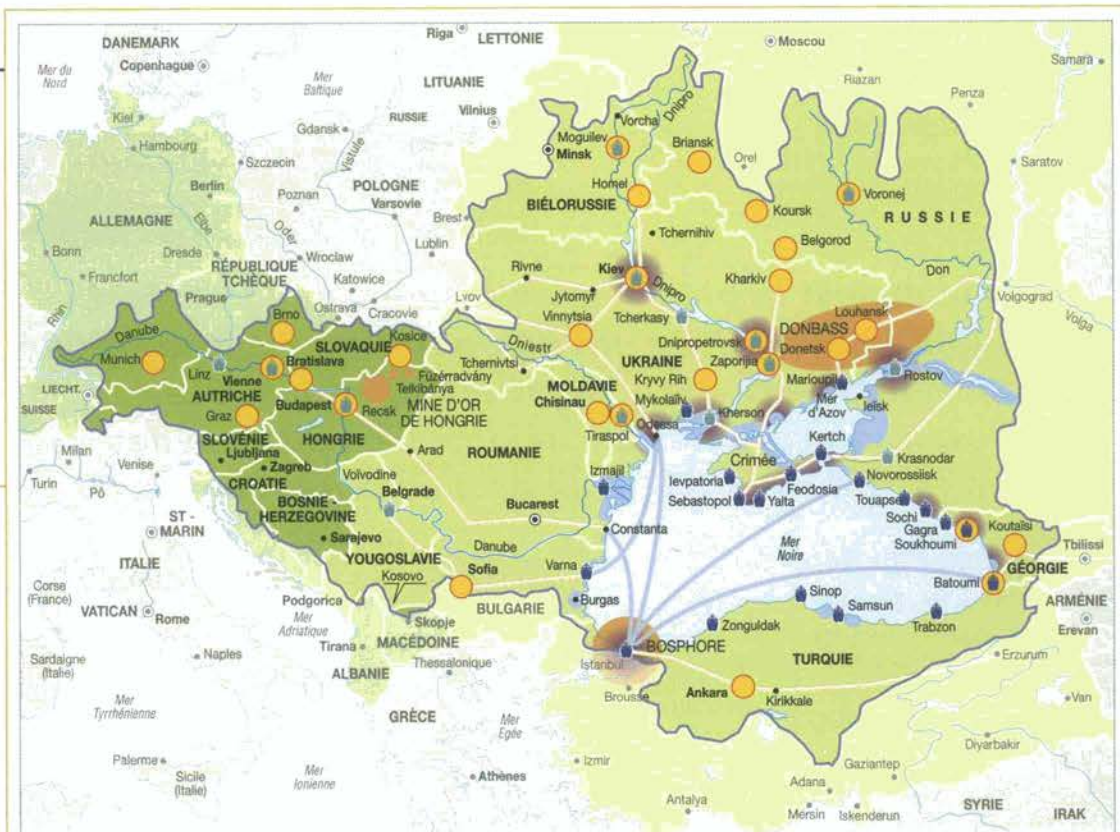 DANEMARK
Copenhague
Mer du
Nord
Mer
Baltique
Riga
LETTONIE
LITUANIE
Vilnius
RUSSIE
Moscou
Riazan
Samara
Penza
Saratov
Kiel
Hambourg
Gdansk
Vistule
Szczecin
Berlin
Poznan
POLOGNE
Varsovie
Brest
Elbe
Oder
ALLEMAGNE
Bonn
Dresde
Wroclaw
Lublin
Francfort
RÉPUBLIQUE
TCHÈQUE
Prague
Katowice
Cracovie
Ostrava
Lvov
Rhin
Vorcha
Dnipro
Moguilev
Minsk
Briansk
Orel
Homel
BIÉLORUSSIE
Voronej
Koursk
RUSSIE
Tchernihiv
Belgorod
Don
Rivne
Kiev
Dnipro
Kharkiv
Volgograd
Volga
Jytomyr
Vinnytsia
Tcherkasy
Louhansk
DONBASS
Donetsk
Dnipropetrovsk
Zaporijia
UKRAINE
Kryvy Rih
Marioupil
Rostov
Brno
Danube
Munich
Linz
Vienne
Bratislava
SLOVAQUIE
Kosice
Füzérradvány
Telkibánya
Dniestr
Tchernivtsi
LIECHT.
SUISSE
AUTRICHE
Graz
Budapest
Recsk
MINE D'OR
DE HONGRIE
MOLDAVIE
Chisinau
Tiraspol
Mykolaïv
Kherson
Odessa
Mer
d'Azov
Ieïsk
SLOVÉNIE
Ljubljana
HONGRIE
Arad
ROUMANIE
Izmajil
Crimée
Kertch
Krasnodar
Novorossiisk
Milan
Venise
Turin
Pô
Zagreb
CROATIE
Voivodine
Belgrade
Ievpatoria
Sebastopol
Yalta
Feodosia
Touapse
Sochi
Gagra
Soukhoumi
Koutaïsi
BOSNIE -
HERZEGOVINE
Sarajevo
Bucarest
Constanta
Tbilissi
GÉORGIE
Batoumi
ST -
MARIN
ITALIE
YOUGOSLAVIE
Kosovo
Danube
Sofia
Varna
Burgas
Mer
Noire
ARMÉNIE
Erevan
Corse
(France)
VATICAN
Rome
Podgorica
Mer
Adriatique
Skopje
BULGARIE
MACÉDOINE
Sinop
Samsun
Trabzon
Zonguldak
BOSPHORE
Istanbul
Sardaigne
(Italie)
Naples
Tirana
ALBANIE
Thessalonique
Brousse
Ankara
Kirikkale
TURQUIE
Erzurum
Van
Mer
Tyrrhénienne
GRÈCE
Mer
Egée
Izmir
Diyarbakir
Palerme
Sicile
(Italie)
Mer
Ionienne
Athènes
Antalya
Adana
Gaziantep
Mersin
Iskenderun
SYRIE
IRAK